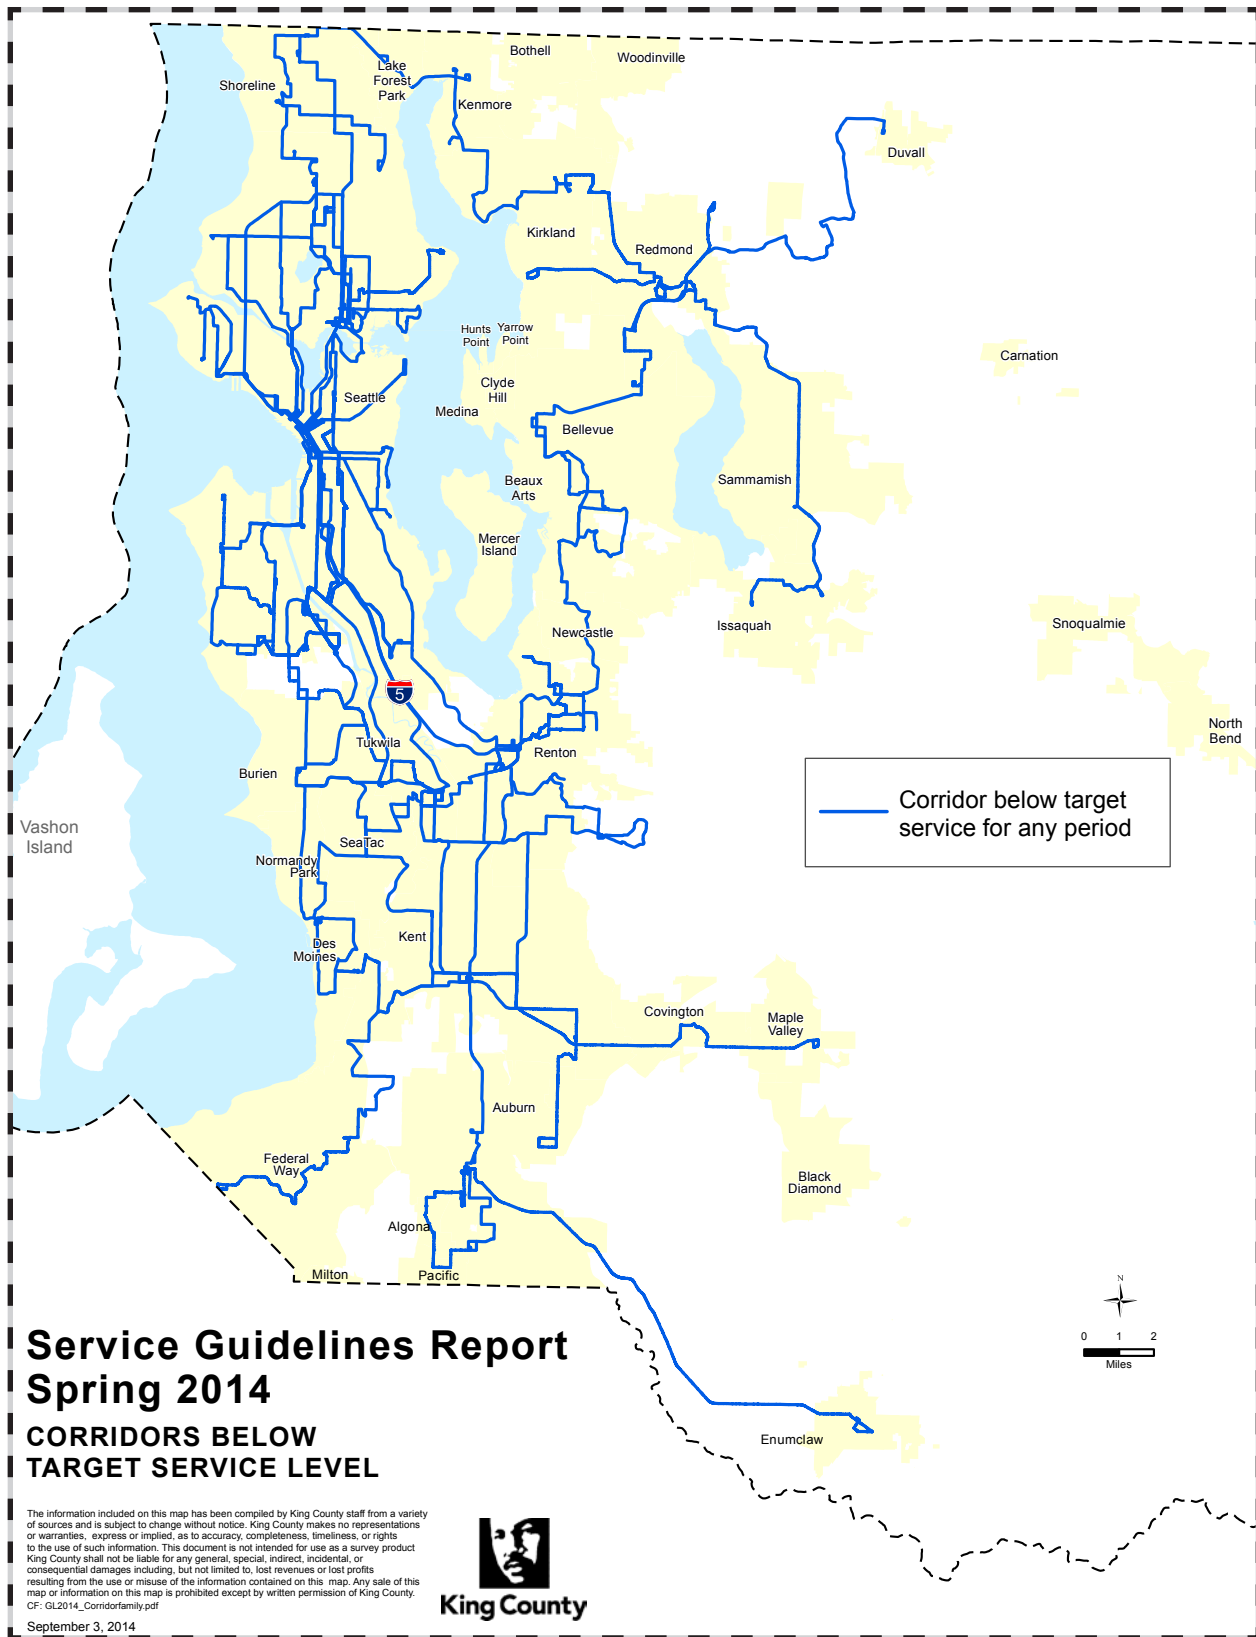 Bothell
Woodinville
Lake
Forest
Park
Shoreline
Kenmore
Duvall
Kirkland
Redmond
Hunts
Point
Yarrow
Point
Carnation
Clyde
Hill
Seattle
Medina
Bellevue
Beaux
Arts
Sammamish
Mercer
Island
Newcastle
Issaquah
Snoqualmie
5
North
Bend
Tukwila
Renton
Burien
Corridor below target
service for any period
Vashon
Island
SeaTac
Normandy
Park
Des
Moines
Kent
Covington
Maple
Valley
Auburn
Federal
Way
Black
Diamond
Algona
Milton
Pacific
N
0 1 2
Miles
Service Guidelines Report
Spring 2014
CORRIDORS BELOW
TARGET SERVICE LEVEL
Enumclaw
The information included on this map has been compiled by King County staff from a variety
of sources and is subject to change without notice. King County makes no representations
or warranties, express or implied, as to accuracy, completeness, timeliness, or rights
to the use of such information. This document is not intended for use as a survey product
King County shall not be liable for any general, special, indirect, incidental, or
consequential damages including, but not limited to, lost revenues or lost profits
resulting from the use or misuse of the information contained on this map. Any sale of this
map or information on this map is prohibited except by written permission of King County.
CF: GL2014_Corridorfamily.pdf
September 3, 2014
King County